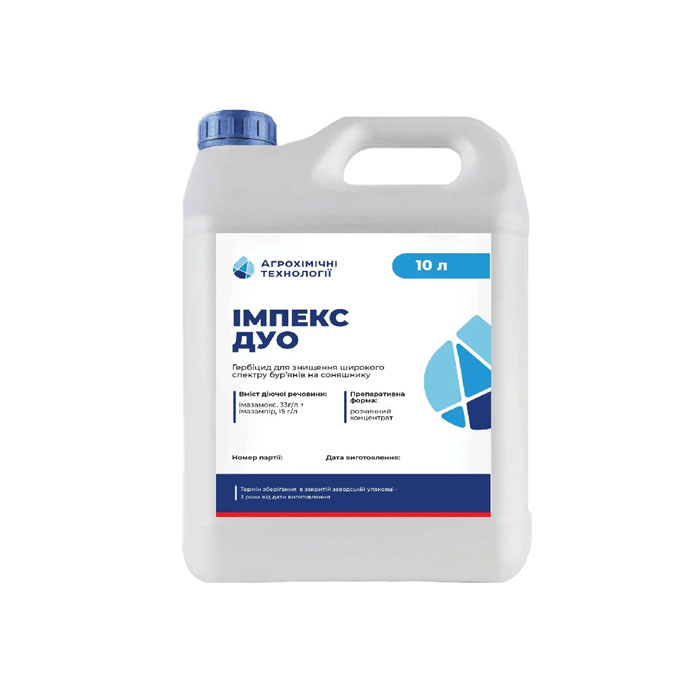 Агрохімічні
технології
10 л
ІМПЕКС
ДУО
Гербіцид для знищення широкого
спектру бур'янів на соняшнику
Вміст діючої речовини:
імазамокс, 33г/л +
імазапір, 15 г/л
Препаративна
форма:
розчинний
концентрат
Номер партії:
Дата виготовлення:
Термін зберігання в закритій заводській упаковці –
3 роки від дати виготовлення